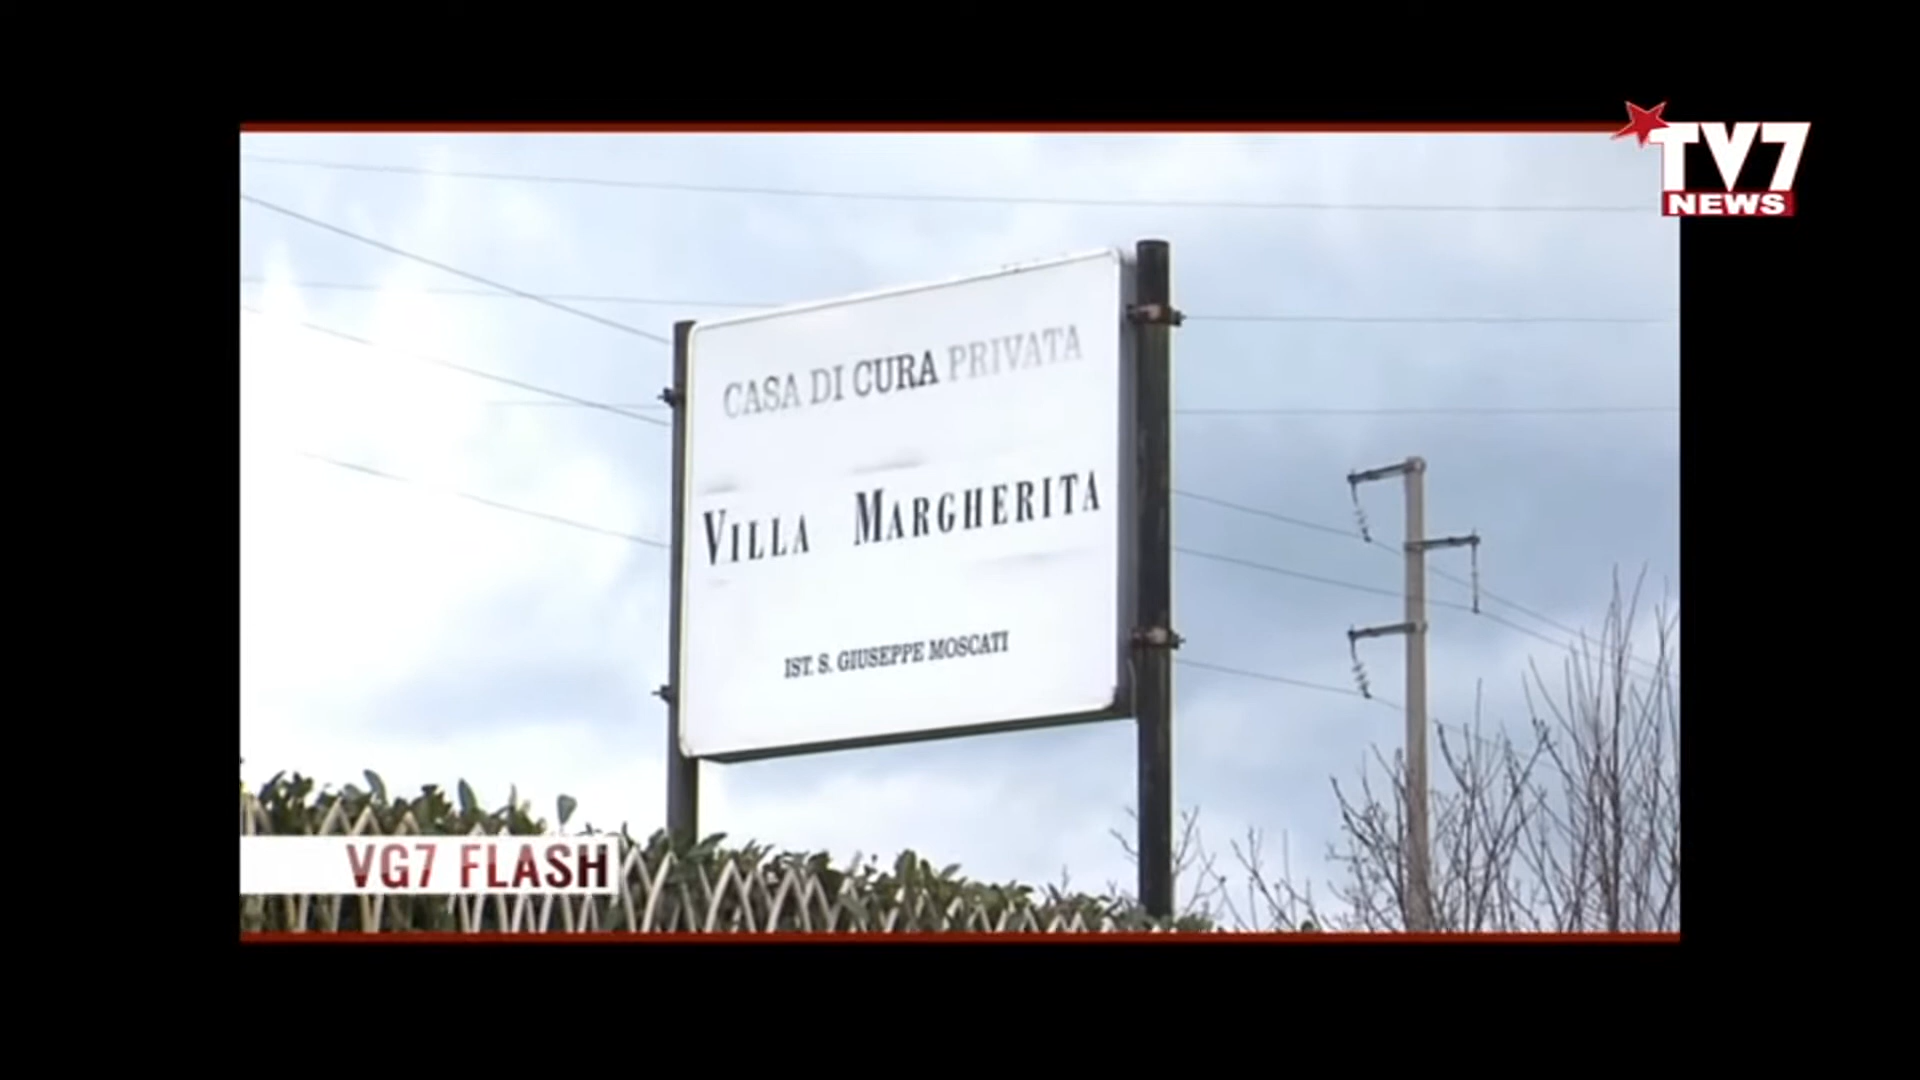 TV7
NEWS
CASA DI CURA PRIVATA
VILLA MARGHERITA
IST. S. GIUSEPPE MOSCATI
VG7 FLASH